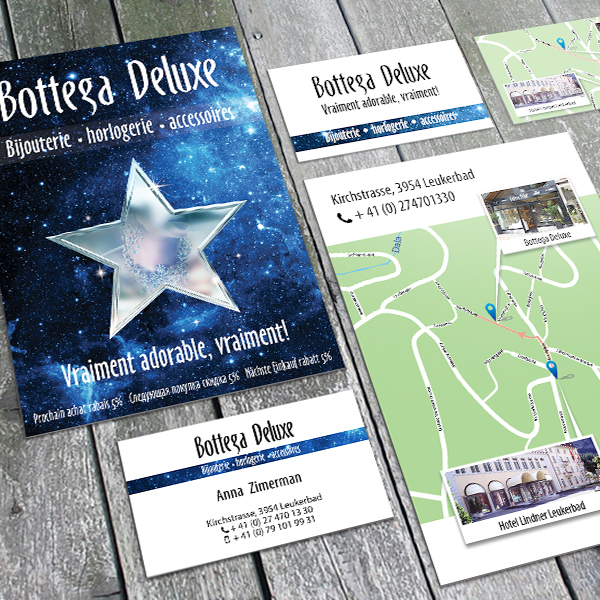 Bottega Deluxe
Bijouterie • horlogerie • accessoires
Vraiment adorable, vraiment!
Prochain achat rabais 5% Следующая покупка скидка 5% Nächste Einkauf rabatt 5%
Bottega Deluxe
Vraiment adorable, vraiment!
Bijouterie • horlogerie • accessoires
Kirchstrasse, 3954 Leukerbad
+ 41 (0) 274701330
Bottega Deluxe
Dala
Hotel Lindner Leukerbad
Bottega Deluxe
Bijouterie • horlogerie • accessoires
Anna Zimerman
Kirchstrasse, 3954 Leukerbad
+ 41 (0) 27 470 13 30
+ 41 (0) 79 101 99 31